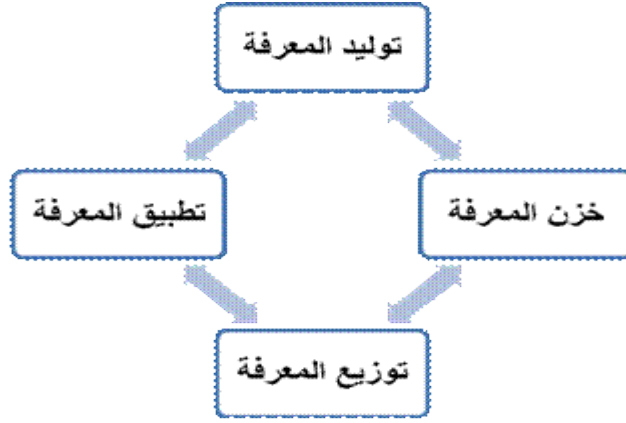 توليد المعرفة
خزن المعرفة
تطبيق المعرفة
توزيع المعرفة